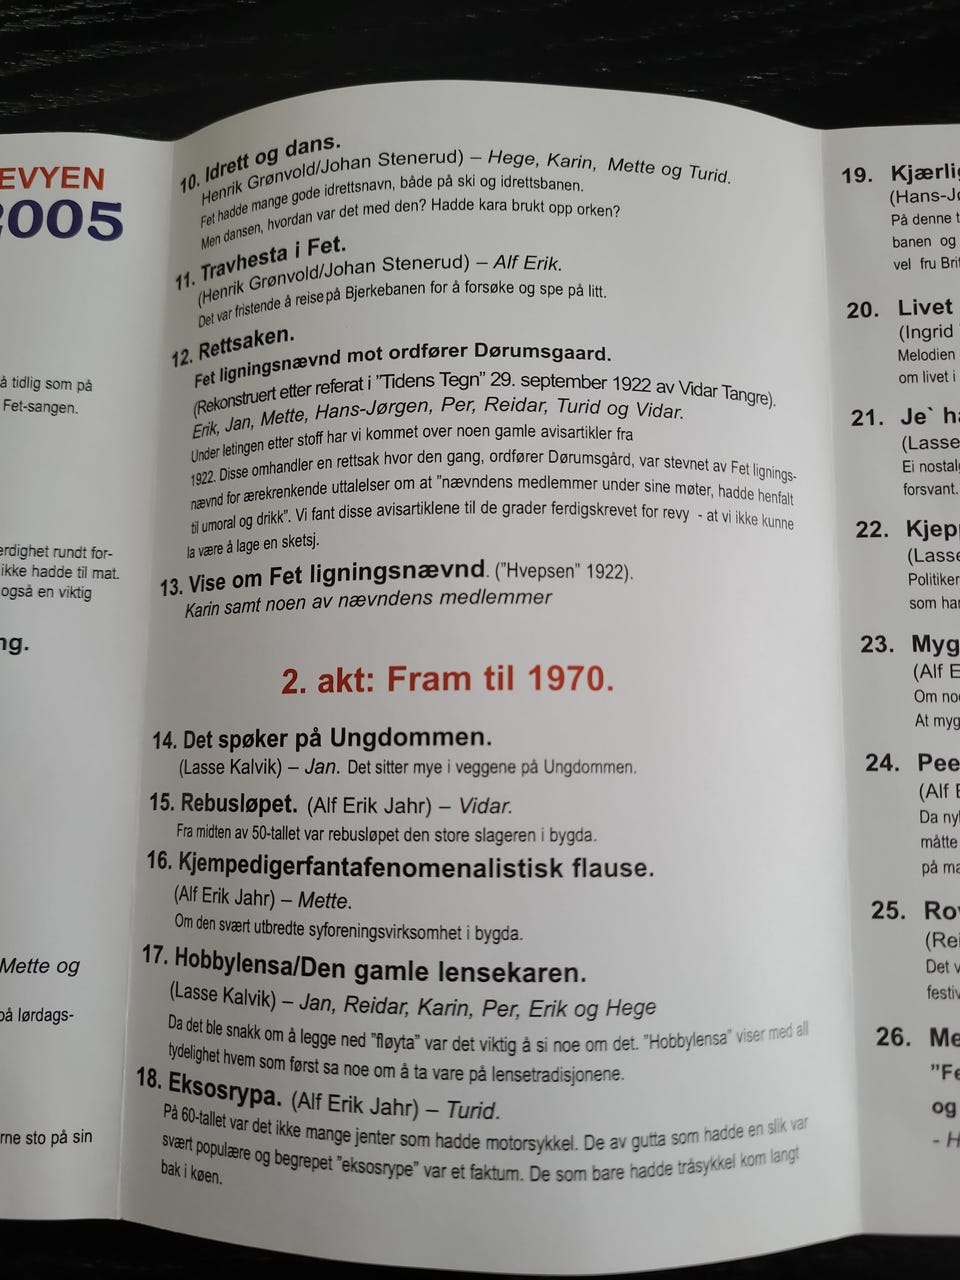 EVYEN
2005
å tidlig som på
Fet-sangen.
erdighet rundt for-
ikke hadde til mat.
også en viktig
ng.
Mette og
på lørdags-
rne sto på sin
10. Idrett og dans.
Henrik Grønvold/Johan Stenerud) – Hege, Karin, Mette og Turid.
Fet hadde mange gode idrettsnavn, både på ski og idrettsbanen.
Men dansen, hvordan var det med den? Hadde kara brukt opp orken?
11. Travhesta i Fet.
(Henrik Grønvold/Johan Stenerud) – Alf Erik.
Det var fristende å reise på Bjerkebanen for å forsøke og spe på litt.
12. Rettsaken.
Fet ligningsnævnd mot ordfører Dørumsgaard.
(Rekonstruert etter referat i ”Tidens Tegn” 29. september 1922 av Vidar Tangre).
Erik, Jan, Mette, Hans-Jørgen, Per, Reidar, Turid og Vidar.
Under letingen etter stoff har vi kommet over noen gamle avisartikler fra
1922. Disse omhandler en rettsak hvor den gang, ordfører Dørumsgård, var stevnet av Fet lignings-
nævnd for ærekrenkende uttalelser om at ”nævndens medlemmer under sine møter, hadde henfalt
til umoral og drikk”. Vi fant disse avisartiklene til de grader ferdigskrevet for revy - at vi ikke kunne
la være å lage en sketsj.
13. Vise om Fet ligningsnævnd. (”Hvepsen” 1922).
Karin samt noen av nævndens medlemmer
2. akt: Fram til 1970.
14. Det spøker på Ungdommen.
(Lasse Kalvik) – Jan. Det sitter mye i veggene på Ungdommen.
15. Rebusløpet. (Alf Erik Jahr) – Vidar.
Fra midten av 50-tallet var rebusløpet den store slageren i bygda.
16. Kjempedigerfantafenomenalistisk flause.
(Alf Erik Jahr) – Mette.
Om den svært utbredte syforeningsvirksomhet i bygda.
17. Hobbylensa/Den gamle lensekaren.
(Lasse Kalvik) – Jan, Reidar, Karin, Per, Erik og Hege
Da det ble snakk om å legge ned ”fløyta” var det viktig å si noe om det. ”Hobbylensa” viser med all
tydelighet hvem som først sa noe om å ta vare på lensetradisjonene.
18. Eksosrypa. (Alf Erik Jahr) – Turid.
På 60-tallet var det ikke mange jenter som hadde motorsykkel. De av gutta som hadde en slik var
svært populære og begrepet ”eksosrype” var et faktum. De som bare hadde tråsykkel kom langt
bak i køen.
19. Kjærlig
(Hans-Jø
På denne t
banen og
vel fru Brit
20. Livet
(Ingrid
Melodien
om livet i
21. Je` ha
(Lasse
Ei nostal
forsvant.
22. Kjepp
(Lasse
Politiker
som har
23. Myg
(Alf E
Om noe
At myg
24. Pee
(Alf E
Da nyl
måtte
på ma
25. Rov
(Rei
Det v
festiv
26. Me
”Fe
og
- H